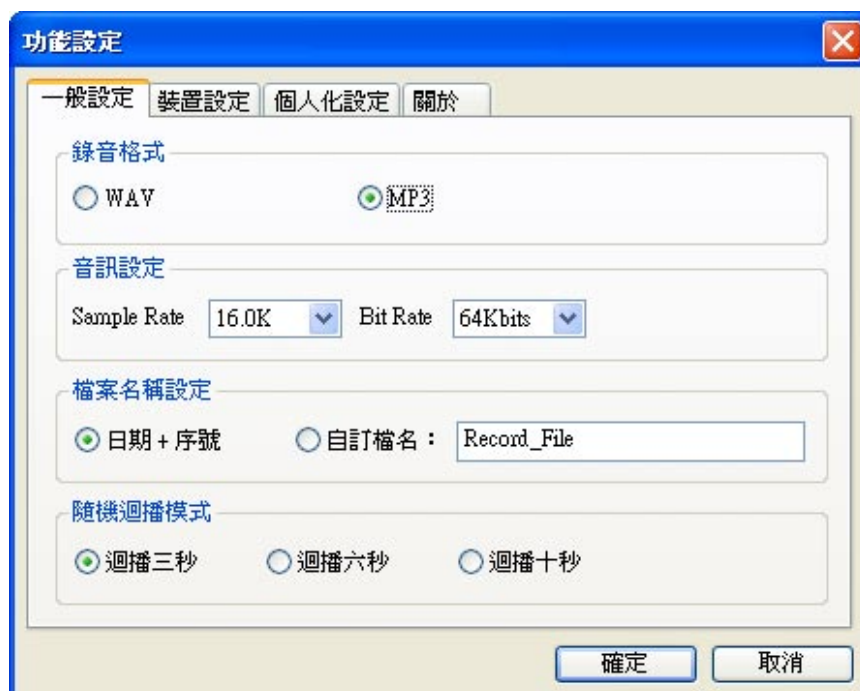 功能設定
一般設定 裝置設定 個人化設定 關於
錄音格式
WAV MP3
音訊設定
Sample Rate 16.0K Bit Rate 64Kbits
檔案名稱設定
日期 + 序號 自訂檔名： Record_File
隨機迴播模式
迴播三秒 迴播六秒 迴播十秒
確定 取消